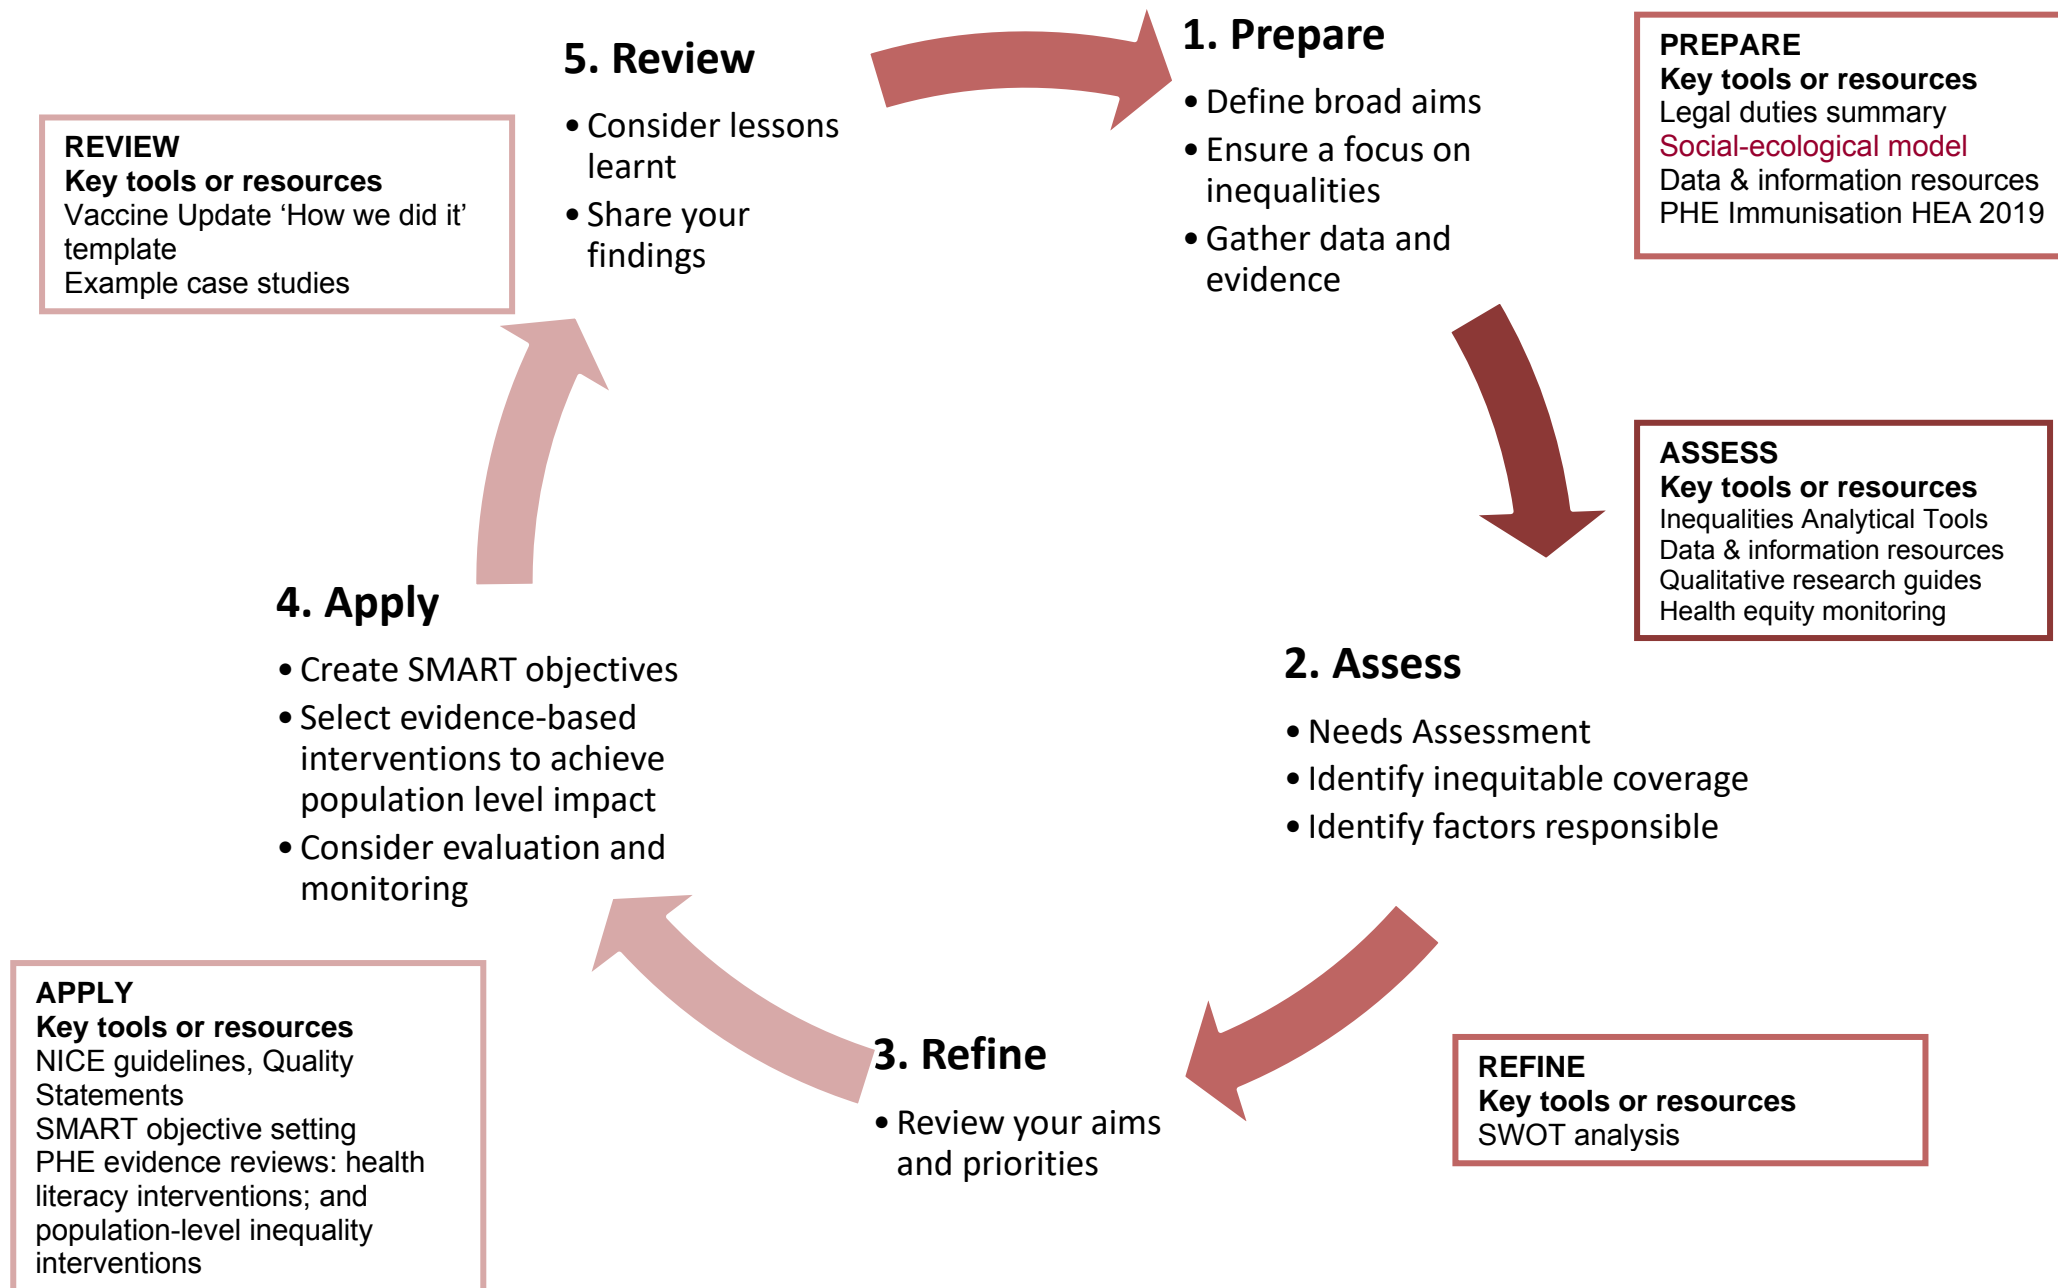 5. Review
• Consider lessons
learnt
• Share your
findings
1. Prepare
• Define broad aims
• Ensure a focus on
inequalities
• Gather data and
evidence
PREPARE
Key tools or resources
Legal duties summary
Social-ecological model
Data & information resources
PHE Immunisation HEA 2019
REVIEW
Key tools or resources
Vaccine Update ‘How we did it’
template
Example case studies
ASSESS
Key tools or resources
Inequalities Analytical Tools
Data & information resources
Qualitative research guides
Health equity monitoring
4. Apply
• Create SMART objectives
• Select evidence-based
interventions to achieve
population level impact
• Consider evaluation and
monitoring
2. Assess
• Needs Assessment
• Identify inequitable coverage
• Identify factors responsible
APPLY
Key tools or resources
NICE guidelines, Quality
Statements
SMART objective setting
PHE evidence reviews: health
literacy interventions; and
population-level inequality
interventions
3. Refine
• Review your aims
and priorities
REFINE
Key tools or resources
SWOT analysis